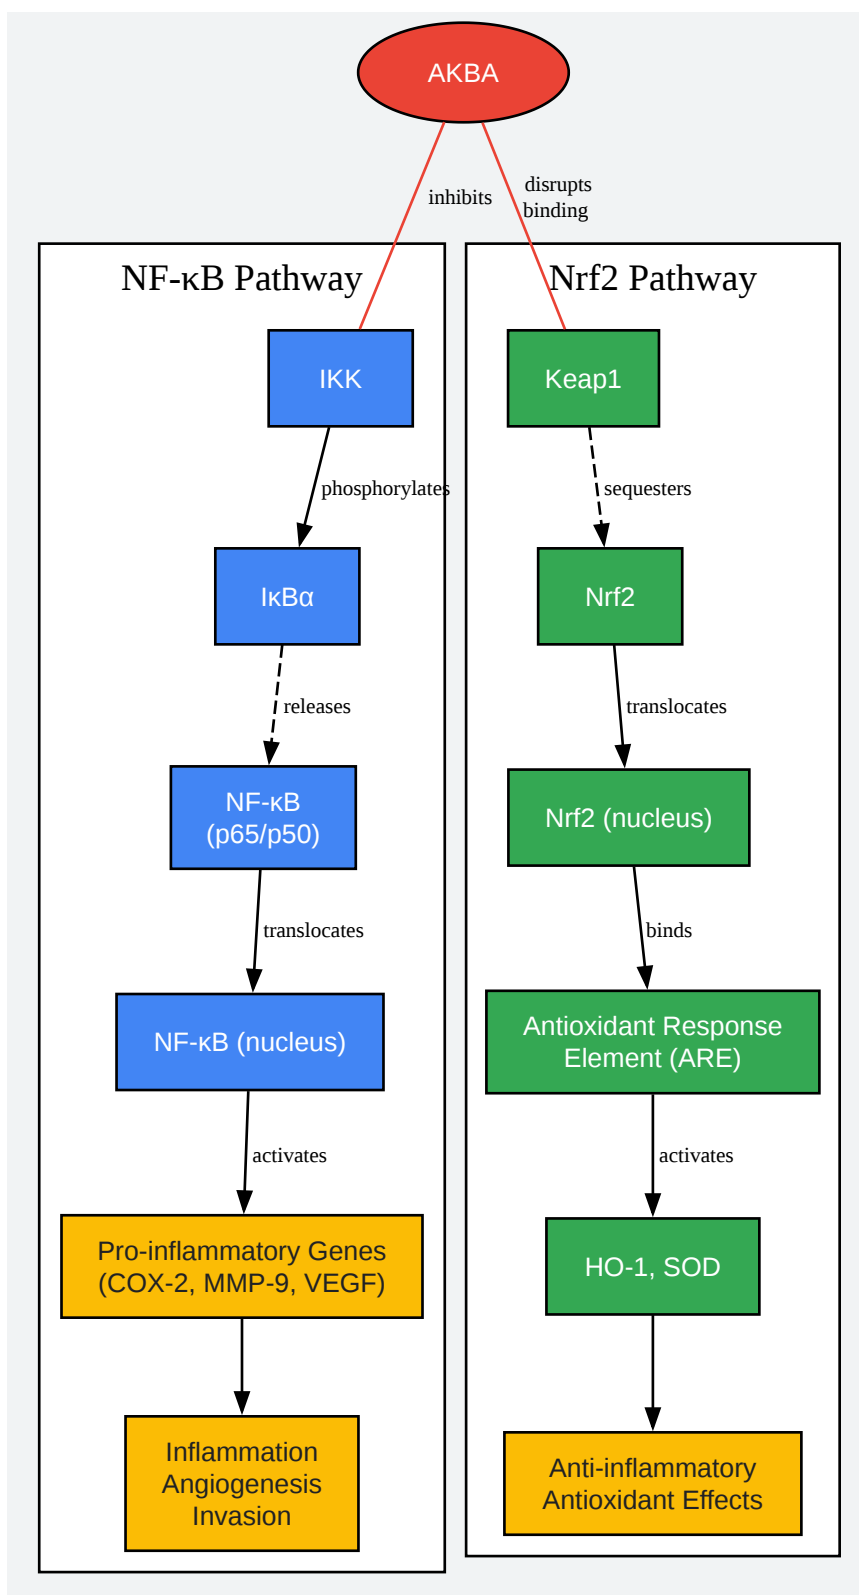 AKBA
inhibits
disrupts
binding
NF-κB Pathway
IKK
phosphorylates
IκBα
releases
NF-κB
(p65/p50)
translocates
NF-κB (nucleus)
activates
Pro-inflammatory Genes
(COX-2, MMP-9, VEGF)
Inflammation
Angiogenesis
Invasion
Nrf2 Pathway
Keap1
sequesters
Nrf2
translocates
Nrf2 (nucleus)
binds
Antioxidant Response
Element (ARE)
activates
HO-1, SOD
Anti-inflammatory
Antioxidant Effects